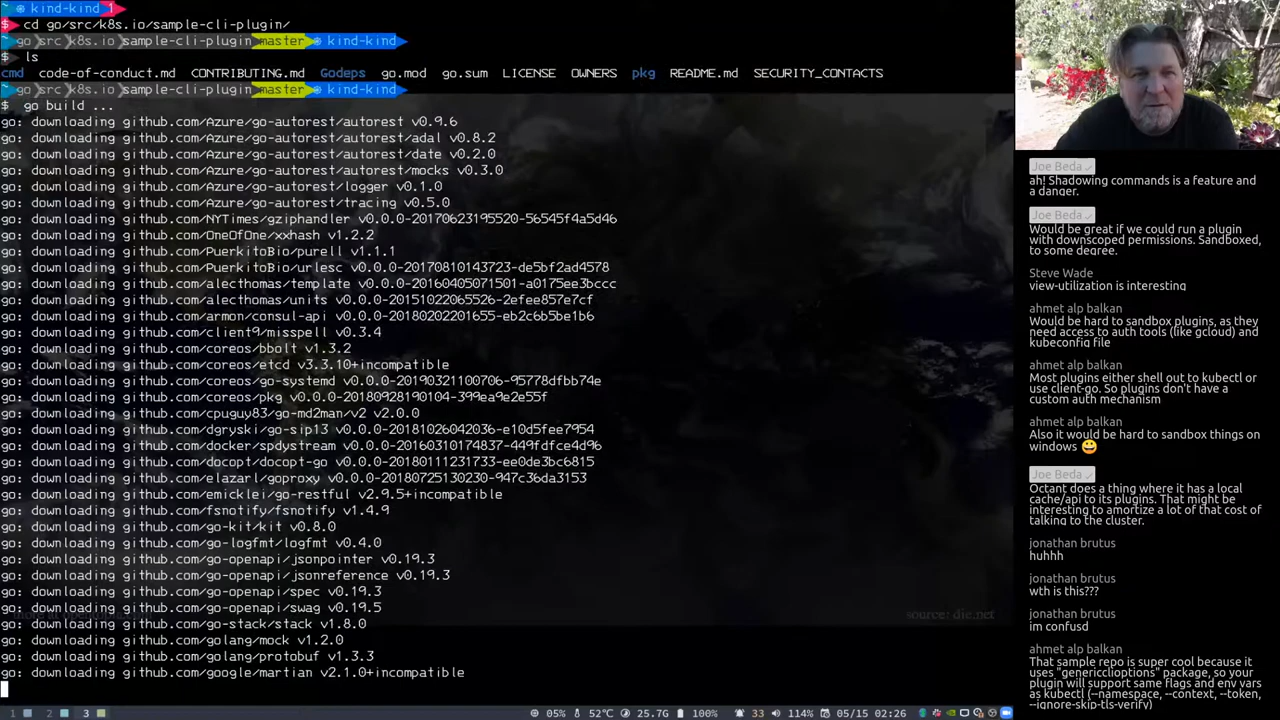 ~ kind-kind 1
$ cd go/src/k8s.io/sample-cli-plugin/
~ go src k8s.io sample-cli-plugin master kind-kind
$ ls
cmd code-of-conduct.md CONTRIBUTING.md Godeps go.mod go.sum LICENSE OWNERS pkg README.md SECURITY_CONTACTS
~ go src k8s.io sample-cli-plugin master kind-kind
$ go build ...
go: downloading github.com/Azure/go-autorest/autorest v0.9.6
go: downloading github.com/Azure/go-autorest/autorest/adal v0.8.2
go: downloading github.com/Azure/go-autorest/autorest/date v0.2.0
go: downloading github.com/Azure/go-autorest/autorest/mocks v0.3.0
go: downloading github.com/Azure/go-autorest/logger v0.1.0
go: downloading github.com/Azure/go-autorest/tracing v0.5.0
go: downloading github.com/NYTimes/gziphandler v0.0.0-20170623195520-56545f4a5d46
go: downloading github.com/OneOfOne/xxhash v1.2.2
go: downloading github.com/PuerkitoBio/purell v1.1.1
go: downloading github.com/PuerkitoBio/urlesc v0.0.0-20170810143723-de5bf2ad4578
go: downloading github.com/alecthomas/template v0.0.0-20160405071501-a0175ee3bccc
go: downloading github.com/alecthomas/units v0.0.0-20151022065526-2efee857e7cf
go: downloading github.com/armon/consul-api v0.0.0-20180202201655-eb2c6b5be1b6
go: downloading github.com/client9/misspell v0.3.4
go: downloading github.com/coreos/bbolt v1.3.2
go: downloading github.com/coreos/etcd v3.3.10+incompatible
go: downloading github.com/coreos/go-systemd v0.0.0-20190321100706-95778dfbb74e
go: downloading github.com/coreos/pkg v0.0.0-20180928190104-399ea9e2e55f
go: downloading github.com/cpuguy83/go-md2man/v2 v2.0.0
go: downloading github.com/dgryski/go-sip13 v0.0.0-20181026042036-e10d5fee7954
go: downloading github.com/docker/spdystream v0.0.0-20160310174837-449fdfce4d96
go: downloading github.com/docopt/docopt-go v0.0.0-20180111231733-ee0de3bc6815
go: downloading github.com/elazarl/goproxy v0.0.0-20180725130230-947c36da3153
go: downloading github.com/emicklei/go-restful v2.9.5+incompatible
go: downloading github.com/fsnotify/fsnotify v1.4.9
go: downloading github.com/go-kit/kit v0.8.0
go: downloading github.com/go-logfmt/logfmt v0.4.0
go: downloading github.com/go-openapi/jsonpointer v0.19.3
go: downloading github.com/go-openapi/jsonreference v0.19.3
go: downloading github.com/go-openapi/spec v0.19.3
go: downloading github.com/go-openapi/swag v0.19.5
go: downloading github.com/go-stack/stack v1.8.0
go: downloading github.com/golang/mock v1.2.0
go: downloading github.com/golang/protobuf v1.3.3
go: downloading github.com/google/martian v2.1.0+incompatible
source: die.net
1 2 3
05% 52°C 25.7G 100% 33 114% 05/15 02:26
Joe Beda ✓
ah! Shadowing commands is a feature and
a danger.
Joe Beda ✓
Would be great if we could run a plugin
with downscoped permissions. Sandboxed,
to some degree.
Steve Wade
view-utilization is interesting
ahmet alp balkan
Would be hard to sandbox plugins, as they
need access to auth tools (like gcloud) and
kubeconfig file
ahmet alp balkan
Most plugins either shell out to kubectl or
use client-go. So plugins don't have a
custom auth mechanism
ahmet alp balkan
Also it would be hard to sandbox things on
windows 😀
Joe Beda ✓
Octant does a thing where it has a local
cache/api to its plugins. That might be
interesting to amortize a lot of that cost of
talking to the cluster.
jonathan brutus
huhhh
jonathan brutus
wth is this???
jonathan brutus
im confusd
ahmet alp balkan
That sample repo is super cool because it
uses "genericclioptions" package, so your
plugin will support same flags and env vars
as kubectl (--namespace, --context, --token,
--ignore-skip-tls-verify)